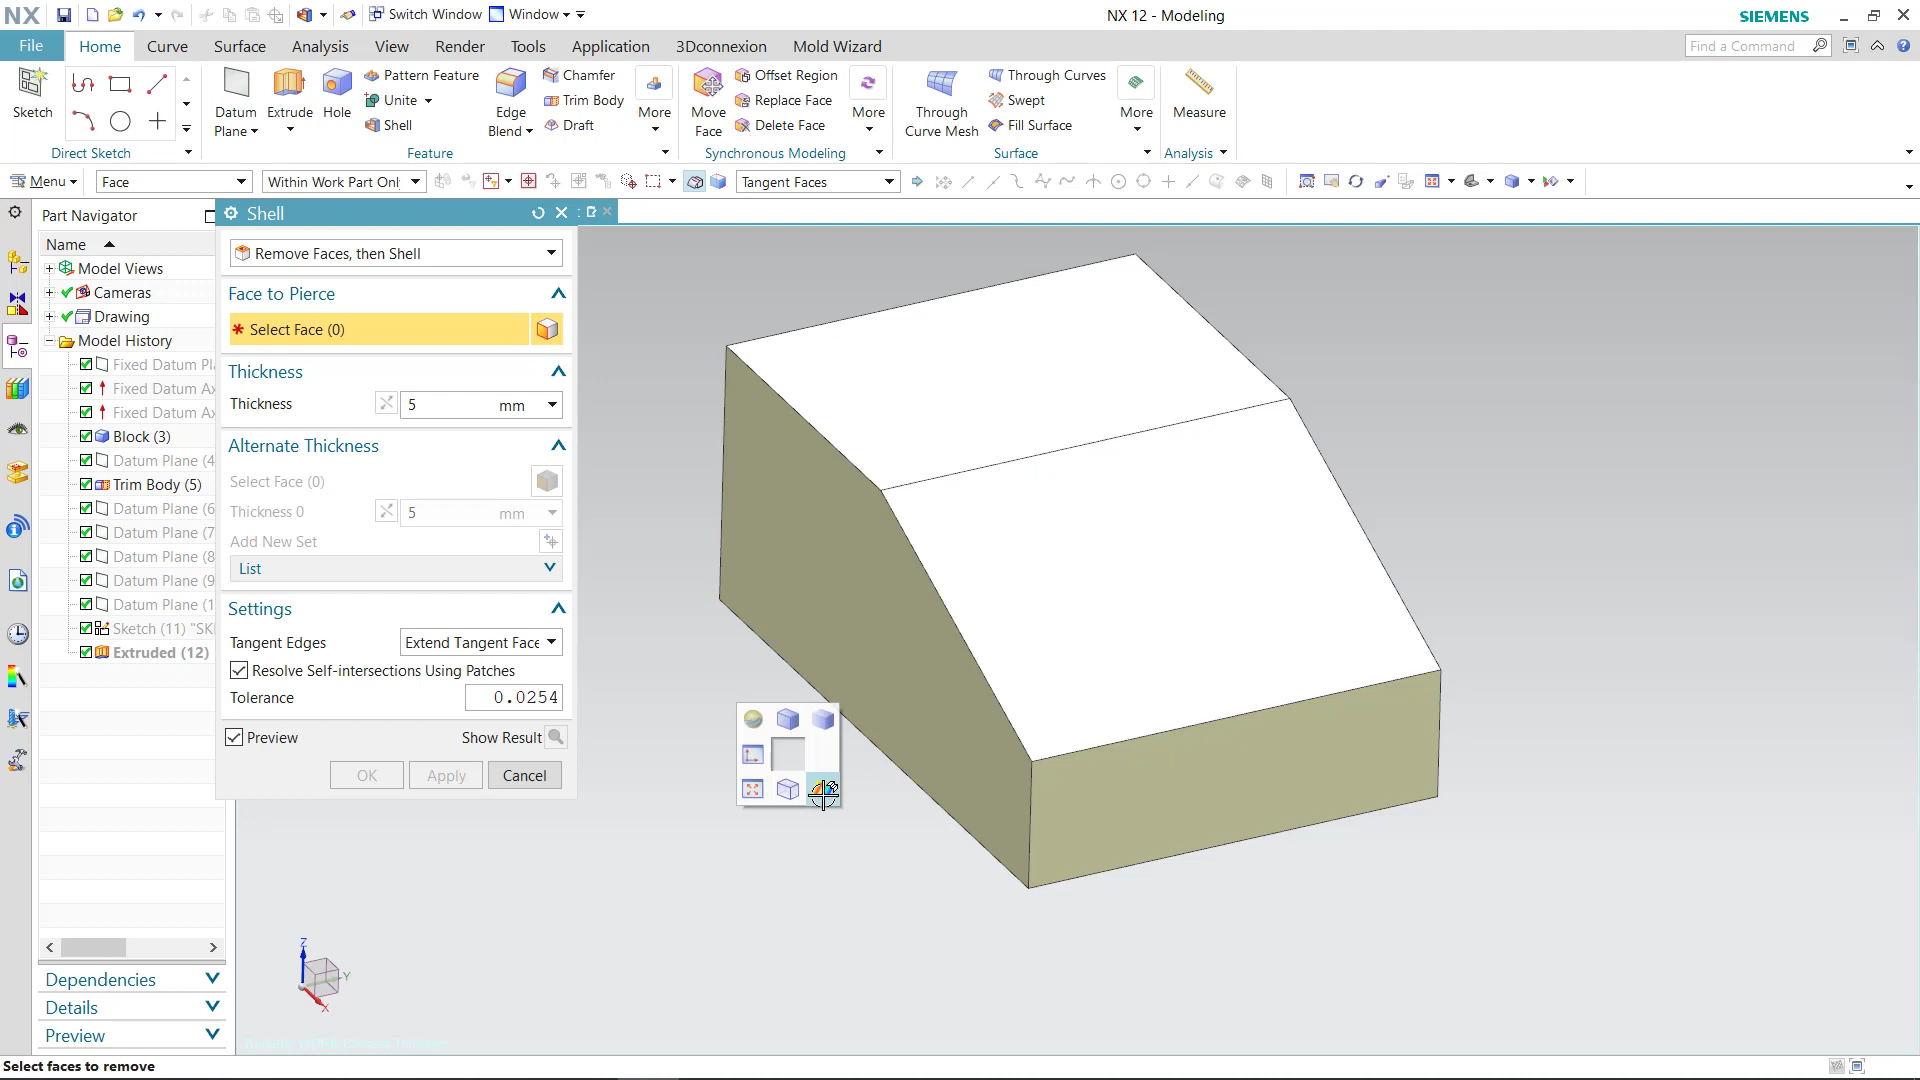 NX
Switch Window
Window
NX 12 - Modeling
SIEMENS
File
Home
Curve
Surface
Analysis
View
Render
Tools
Application
3Dconnexion
Mold Wizard
Find a Command
Sketch
Direct Sketch
Datum
Plane
Extrude
Hole
Pattern Feature
Unite
Shell
Edge
Blend
Chamfer
Trim Body
Draft
More
Feature
Move
Face
Offset Region
Replace Face
Delete Face
More
Synchronous Modeling
Through
Curve Mesh
Through Curves
Swept
Fill Surface
More
Surface
Measure
Analysis
Menu
Face
Within Work Part Onl
Tangent Faces
Part Navigator
Name
Model Views
Cameras
Drawing
Model History
Fixed Datum Pl
Fixed Datum Ax
Fixed Datum Ax
Block (3)
Datum Plane (4
Trim Body (5)
Datum Plane (6
Datum Plane (7
Datum Plane (8
Datum Plane (9
Datum Plane (1
Sketch (11) "SK
Extruded (12)
Dependencies
Details
Preview
Shell
Remove Faces, then Shell
Face to Pierce
* Select Face (0)
Thickness
Thickness
5 mm
Alternate Thickness
Select Face (0)
Thickness 0
5 mm
Add New Set
List
Settings
Tangent Edges
Extend Tangent Face
Resolve Self-intersections Using Patches
Tolerance
0.0254
Preview
Show Result
OK
Apply
Cancel
Z
Y
X
Select faces to remove